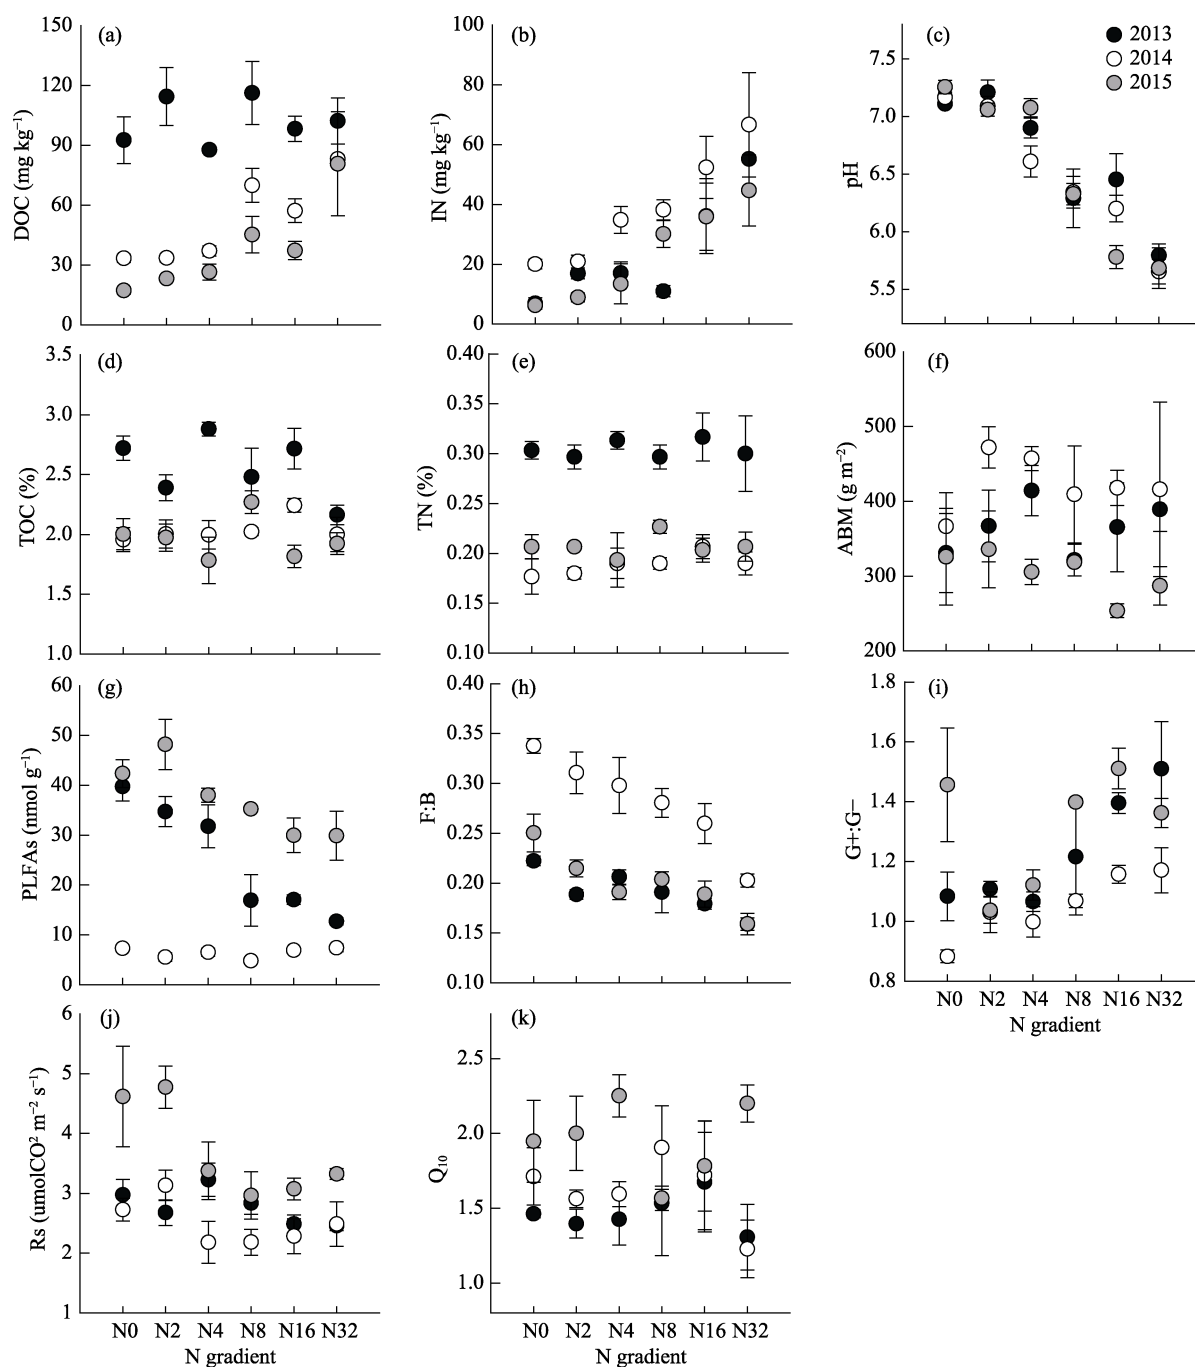 (a)
150
120
90
60
30
0
DOC (mg kg⁻¹)
(b)
100
80
60
40
20
0
IN (mg kg⁻¹)
(c)
2013
2014
2015
7.5
7.0
6.5
6.0
5.5
pH
(d)
3.5
3.0
2.5
2.0
1.5
1.0
TOC (%)
(e)
0.40
0.35
0.30
0.25
0.20
0.15
0.10
TN (%)
(f)
600
500
400
300
200
ABM (g m⁻²)
(g)
60
50
40
30
20
10
0
PLFAs (nmol g⁻¹)
(h)
0.40
0.35
0.30
0.25
0.20
0.15
0.10
F:B
(i)
1.8
1.6
1.4
1.2
1.0
0.8
G+:G−
N0 N2 N4 N8 N16 N32
N gradient
(j)
6
5
4
3
2
1
Rs (umolCO² m⁻² s⁻¹)
N0 N2 N4 N8 N16 N32
N gradient
(k)
2.5
2.0
1.5
1.0
Q₁₀
N0 N2 N4 N8 N16 N32
N gradient